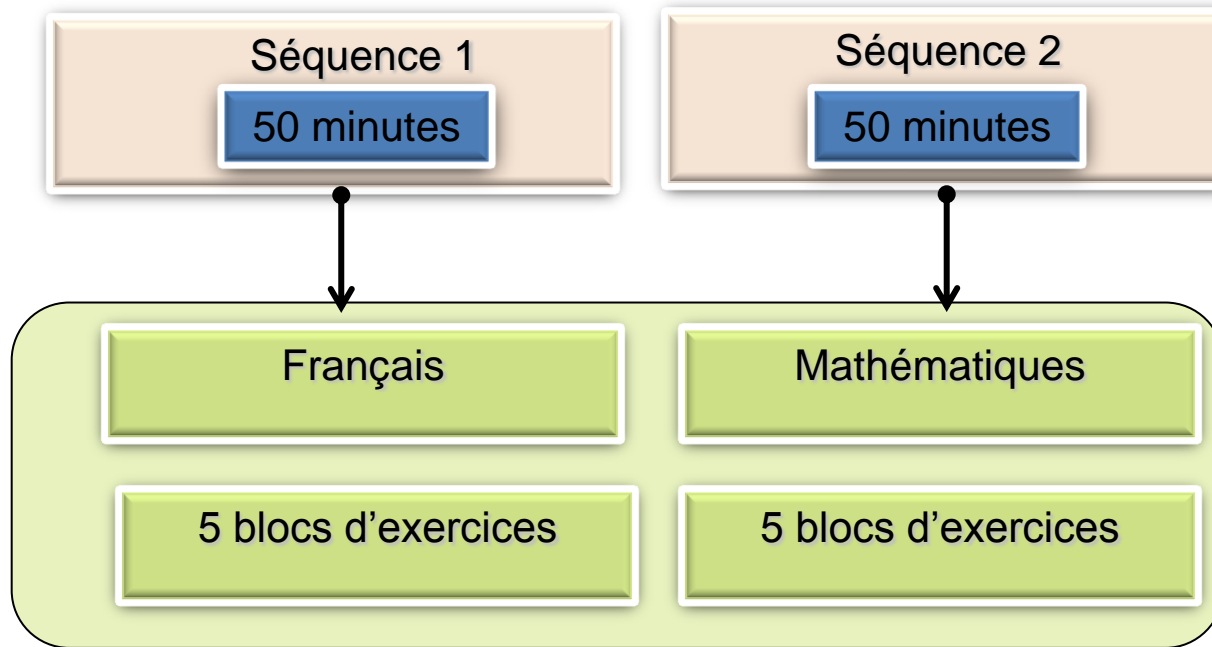 Séquence 1
50 minutes
Séquence 2
50 minutes
Français
Mathématiques
5 blocs d’exercices
5 blocs d’exercices